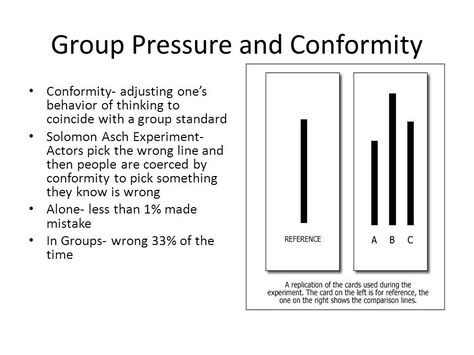 Group Pressure and Conformity
• Conformity- adjusting one's
behavior of thinking to
coincide with a group standard
• Solomon Asch Experiment-
Actors pick the wrong line and
then people are coerced by
conformity to pick something
they know is wrong
• Alone- less than 1% made
mistake
• In Groups- wrong 33% of the
time
REFERENCE
A B C
A replication of the cards used during the
experiment. The card on the left is for reference, the
one on the right shows the comparison lines.